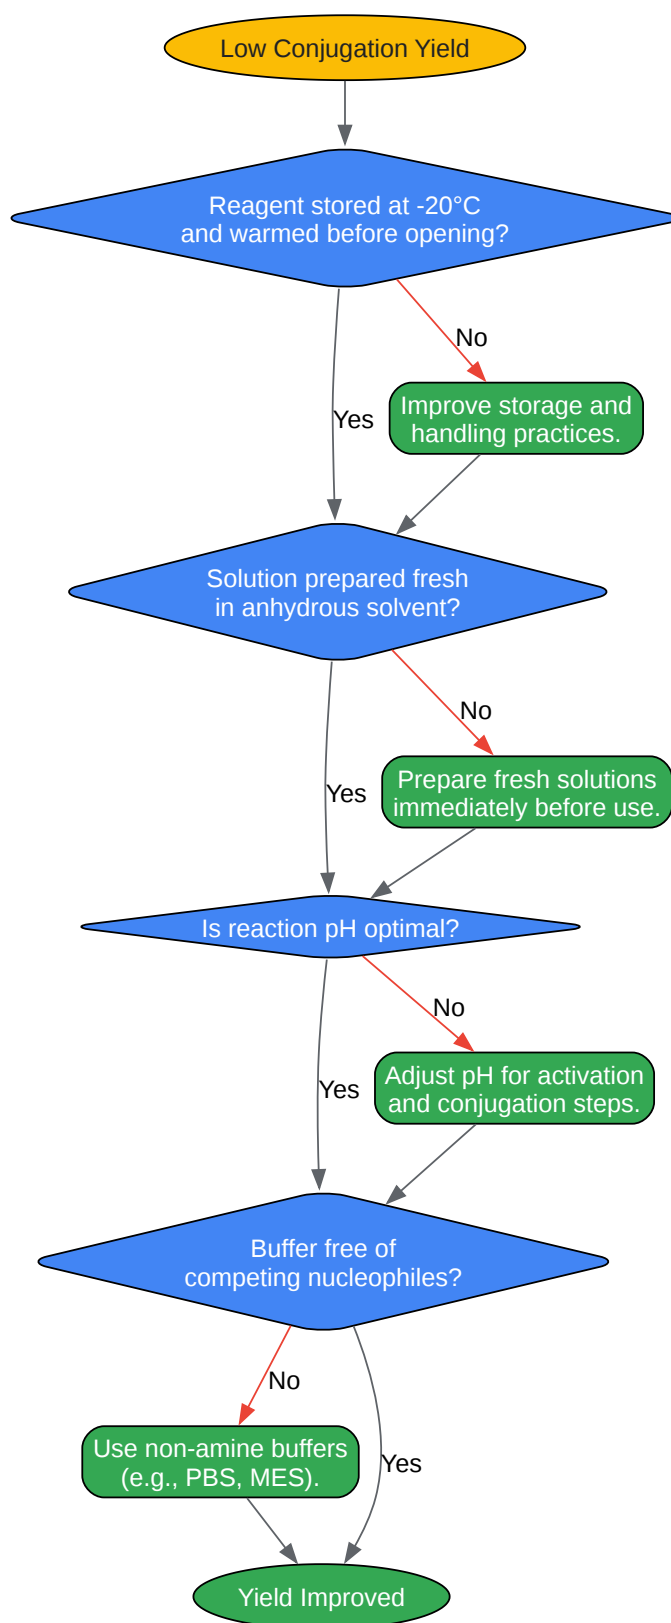 Low Conjugation Yield
Reagent stored at -20°C
and warmed before opening?
No
Yes
Improve storage and
handling practices.
Solution prepared fresh
in anhydrous solvent?
No
Yes
Prepare fresh solutions
immediately before use.
Is reaction pH optimal?
No
Yes
Adjust pH for activation
and conjugation steps.
Buffer free of
competing nucleophiles?
No
Yes
Use non-amine buffers
(e.g., PBS, MES).
Yield Improved